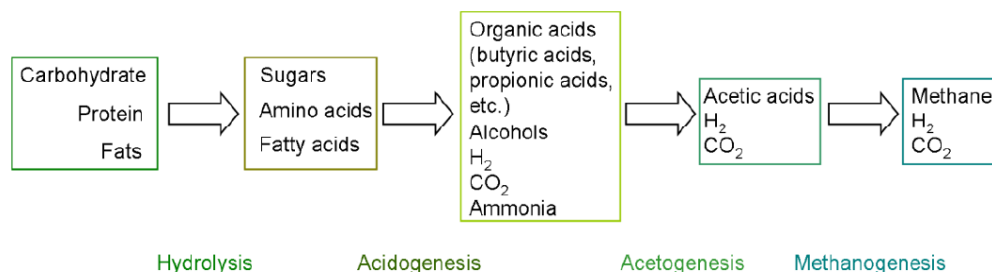 Carbohydrate
Protein
Fats
Sugars
Amino acids
Fatty acids
Organic acids
(butyric acids,
propionic acids,
etc.)
Alcohols
H₂
CO₂
Ammonia
Acetic acids
H₂
CO₂
Methane
H₂
CO₂
Hydrolysis
Acidogenesis
Acetogenesis
Methanogenesis